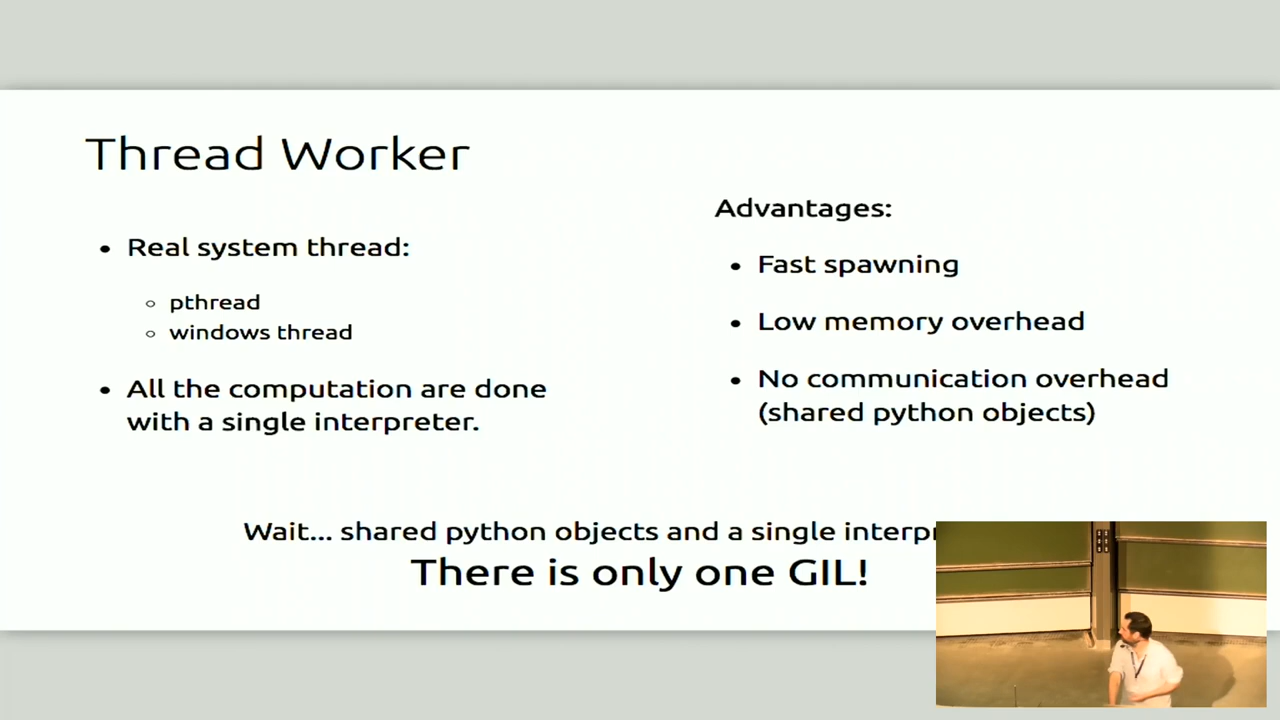 Thread Worker
• Real system thread:
○ pthread
○ windows thread
• All the computation are done
with a single interpreter.
Advantages:
• Fast spawning
• Low memory overhead
• No communication overhead
(shared python objects)
Wait... shared python objects and a single
There is only one GIL!